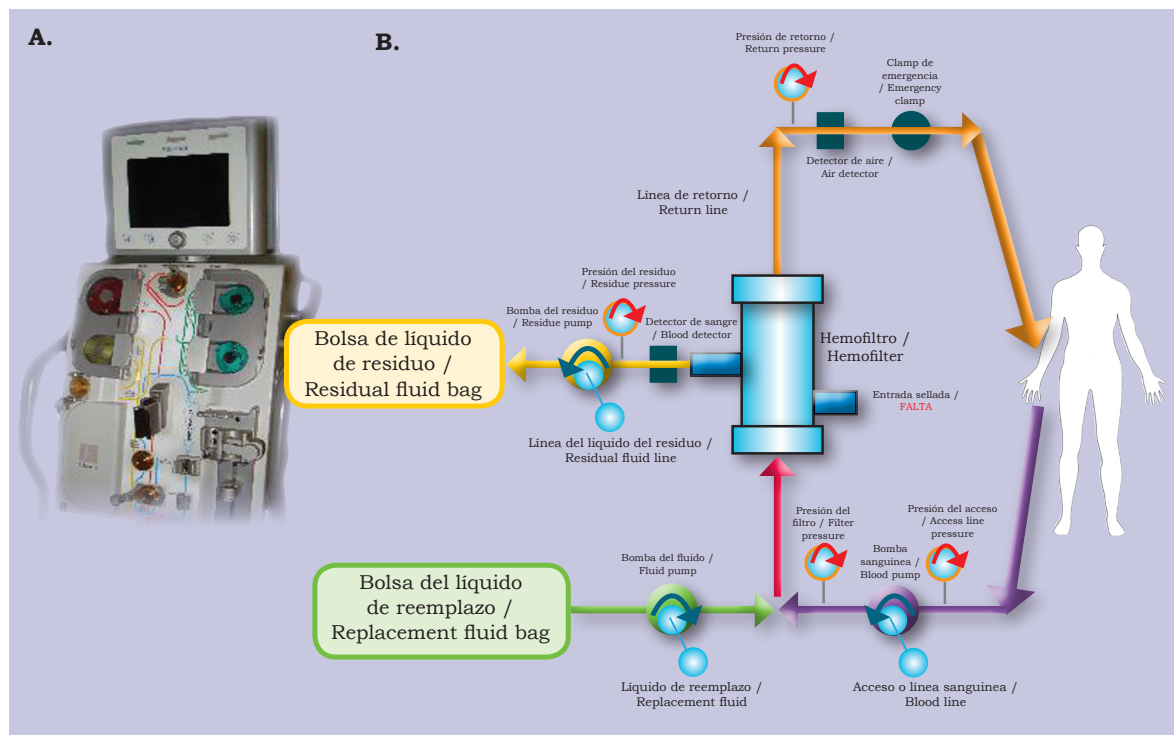 A.
B.
Presión de retorno /
Return pressure
Clamp de
emergencia
/ Emergency
clamp
Detector de aire /
Air detector
Línea de retorno /
Return line
Presión del residuo
/ Residue pressure
Bomba del residuo
/ Residue pump
Detector de sangre
/ Blood detector
Hemofiltro /
Hemofilter
Bolsa de líquido
de residuo /
Residual fluid bag
Entrada sellada /
FALTA
Línea del liquido del residuo /
Residual fluid line
Presión del
filtro / Filter
pressure
Presión del acceso
/ Access line
pressure
Bomba del fluido /
Fluid pump
Bomba
sanguinea /
Blood pump
Bolsa del líquido
de reemplazo /
Replacement fluid bag
Líquido de reemplazo /
Replacement fluid
Acceso o línea sanguinea /
Blood line